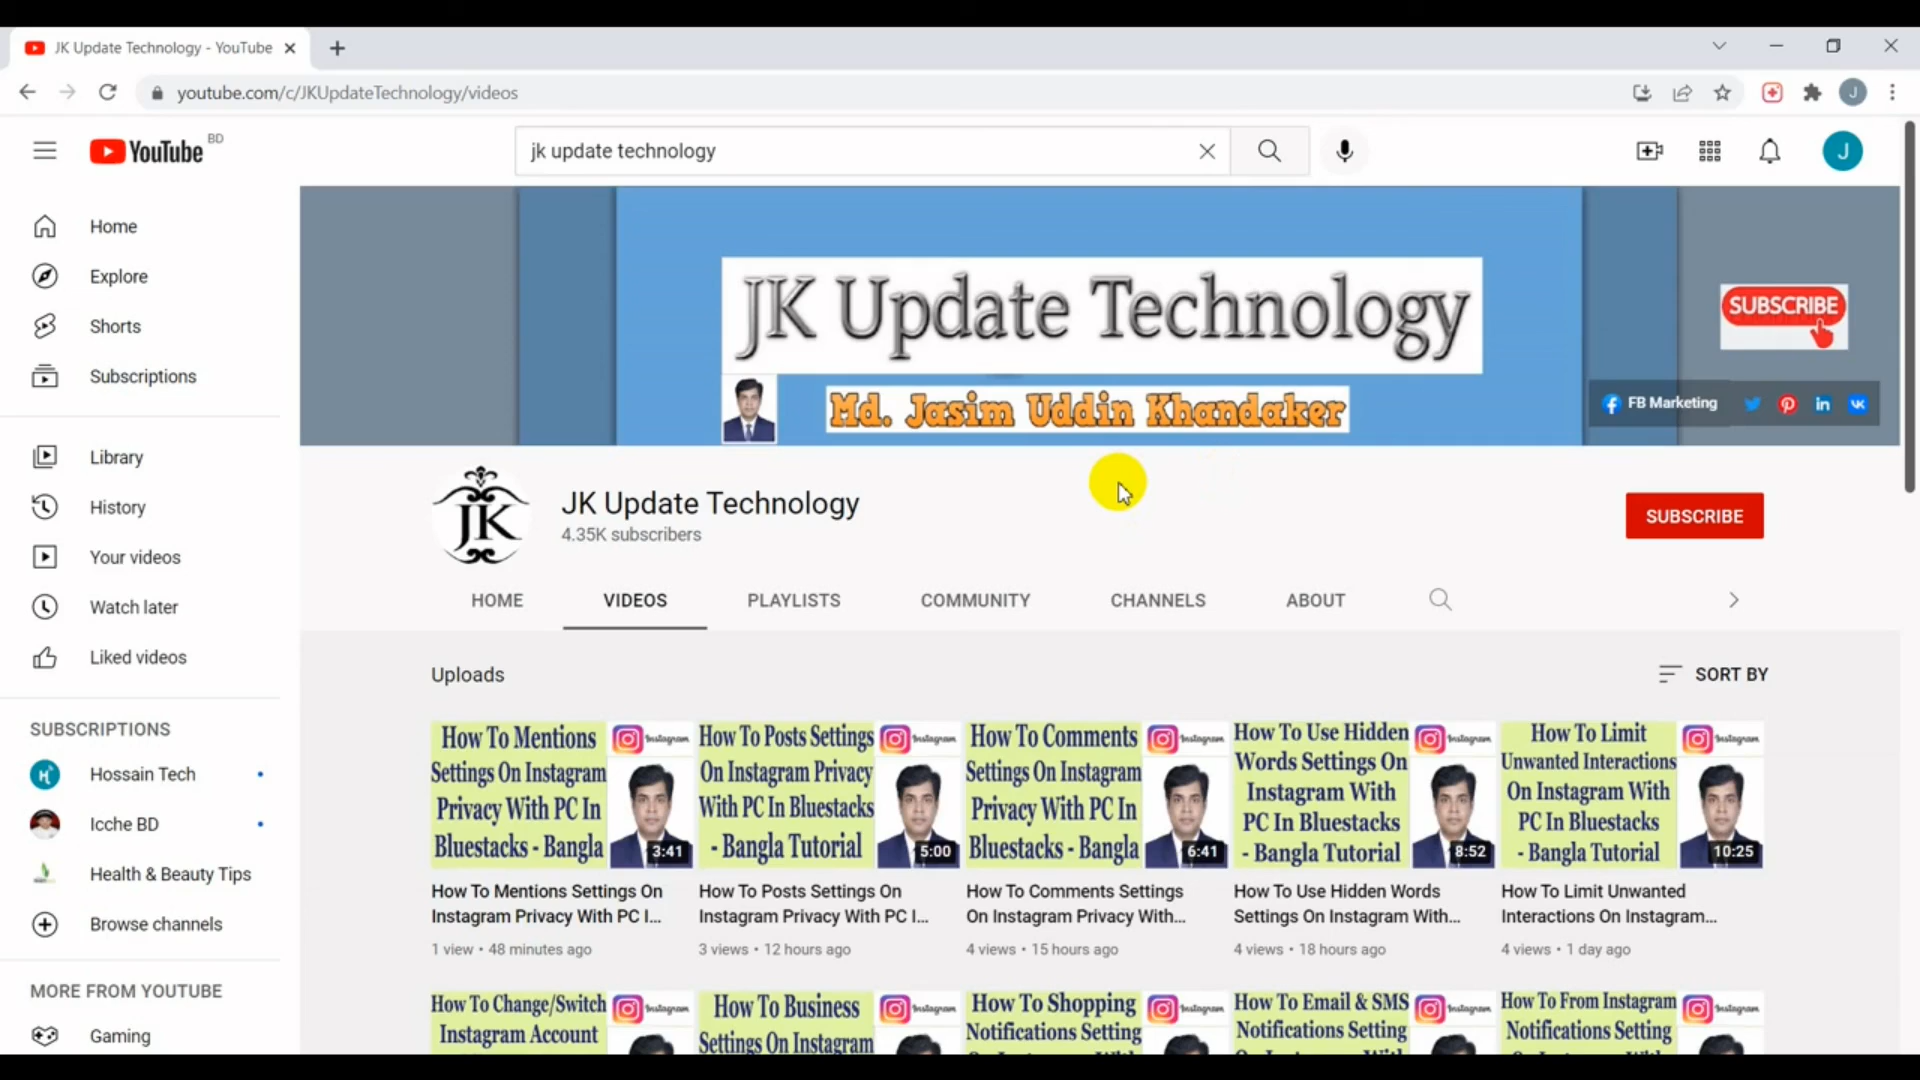 JK Update Technology - YouTube
youtube.com/c/JKUpdateTechnology/videos
J
YouTube BD
jk update technology
J
Home
Explore
Shorts
Subscriptions
Library
History
Your videos
Watch later
Liked videos
SUBSCRIPTIONS
Hossain Tech
Icche BD
Health & Beauty Tips
Browse channels
MORE FROM YOUTUBE
Gaming
JK Update Technology
Md. Jasim Uddin Khandaker
SUBSCRIBE
FB Marketing
JK
JK Update Technology
4.35K subscribers
SUBSCRIBE
HOME VIDEOS PLAYLISTS COMMUNITY CHANNELS ABOUT
Uploads
SORT BY
How To Mentions
Settings On Instagram
Privacy With PC In
Bluestacks - Bangla
Instagram
3:41
How To Mentions Settings On
Instagram Privacy With PC I...
1 view • 48 minutes ago
How To Posts Settings
On Instagram Privacy
With PC In Bluestacks
- Bangla Tutorial
Instagram
5:00
How To Posts Settings On
Instagram Privacy With PC I...
3 views • 12 hours ago
How To Comments
Settings On Instagram
Privacy With PC In
Bluestacks - Bangla
Instagram
6:41
How To Comments Settings
On Instagram Privacy With...
4 views • 15 hours ago
How To Use Hidden
Words Settings On
Instagram With
PC In Bluestacks
- Bangla Tutorial
Instagram
8:52
How To Use Hidden Words
Settings On Instagram With...
4 views • 18 hours ago
How To Limit
Unwanted Interactions
On Instagram With
PC In Bluestacks
- Bangla Tutorial
Instagram
10:25
How To Limit Unwanted
Interactions On Instagram...
4 views • 1 day ago
How To Change/Switch
Instagram Account
Instagram
How To Business
Settings On Instagram
Instagram
How To Shopping
Notifications Setting
Instagram
How To Email & SMS
Notifications Setting
Instagram
How To From Instagram
Notifications Setting
Instagram